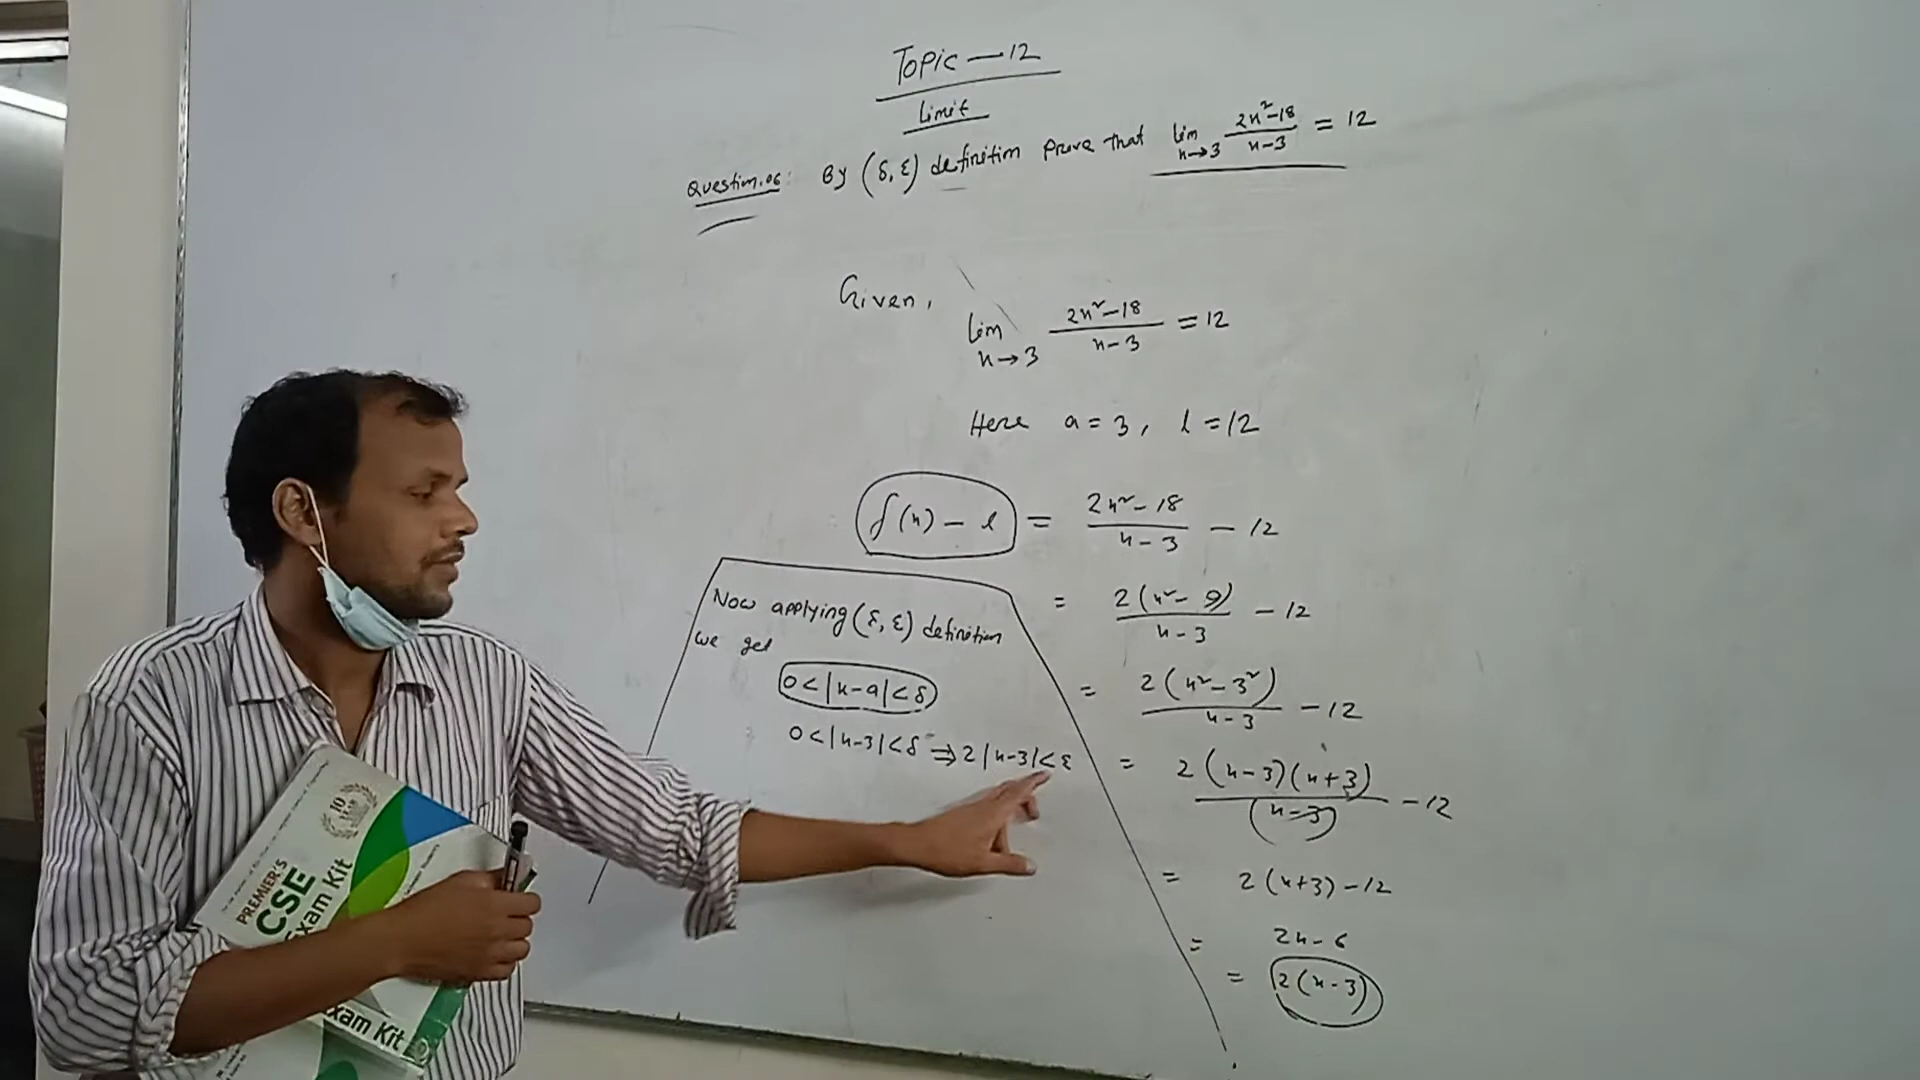 Topic — 12
Limit
Question.06: By (δ, ε) definition prove that lim x→3 2x²-18 / x-3 = 12
Given,
lim x→3 2x²-18 / x-3 = 12
Here a = 3, l = 12
f(x) - l = 2x²-18 / x-3 - 12
= 2(x²-9) / x-3 - 12
= 2(x²-3²) / x-3 - 12
= 2(x-3)(x+3) / (x-3) - 12
= 2(x+3) - 12
= 2x-6
= 2(x-3)
Now applying (δ, ε) definition
we get
0<|x-a|<δ
0<|x-3|<δ ⇒ 2|x-3|<ε
10
PREMIER'S
CSE
Exam Kit
xam Kit